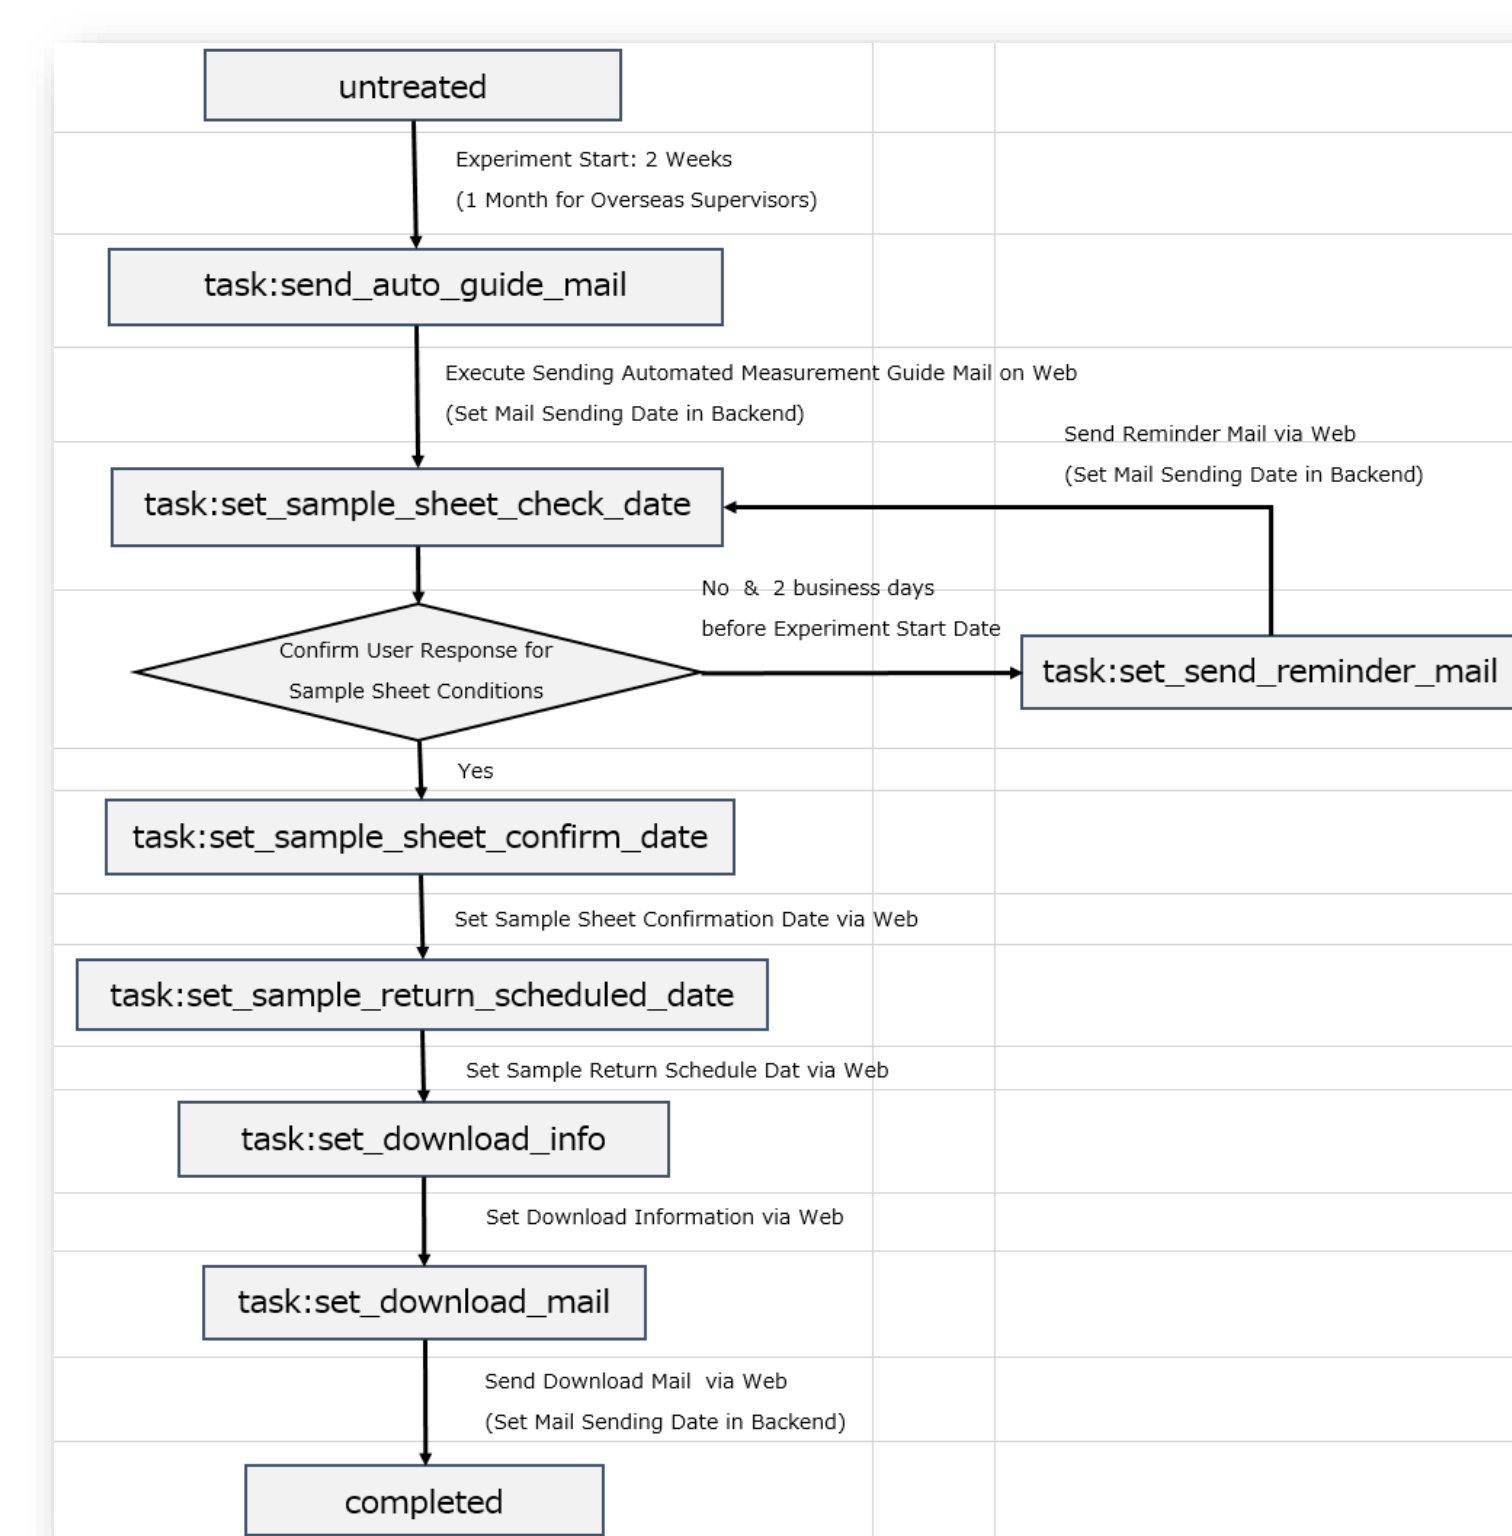 untreated
Experiment Start: 2 Weeks
(1 Month for Overseas Supervisors)
task:send_auto_guide_mail
Execute Sending Automated Measurement Guide Mail on Web
(Set Mail Sending Date in Backend)
Send Reminder Mail via Web
(Set Mail Sending Date in Backend)
task:set_sample_sheet_check_date
No & 2 business days
before Experiment Start Date
Confirm User Response for
Sample Sheet Conditions
task:set_send_reminder_mail
Yes
task:set_sample_sheet_confirm_date
Set Sample Sheet Confirmation Date via Web
task:set_sample_return_scheduled_date
Set Sample Return Schedule Dat via Web
task:set_download_info
Set Download Information via Web
task:set_download_mail
Send Download Mail via Web
(Set Mail Sending Date in Backend)
completed